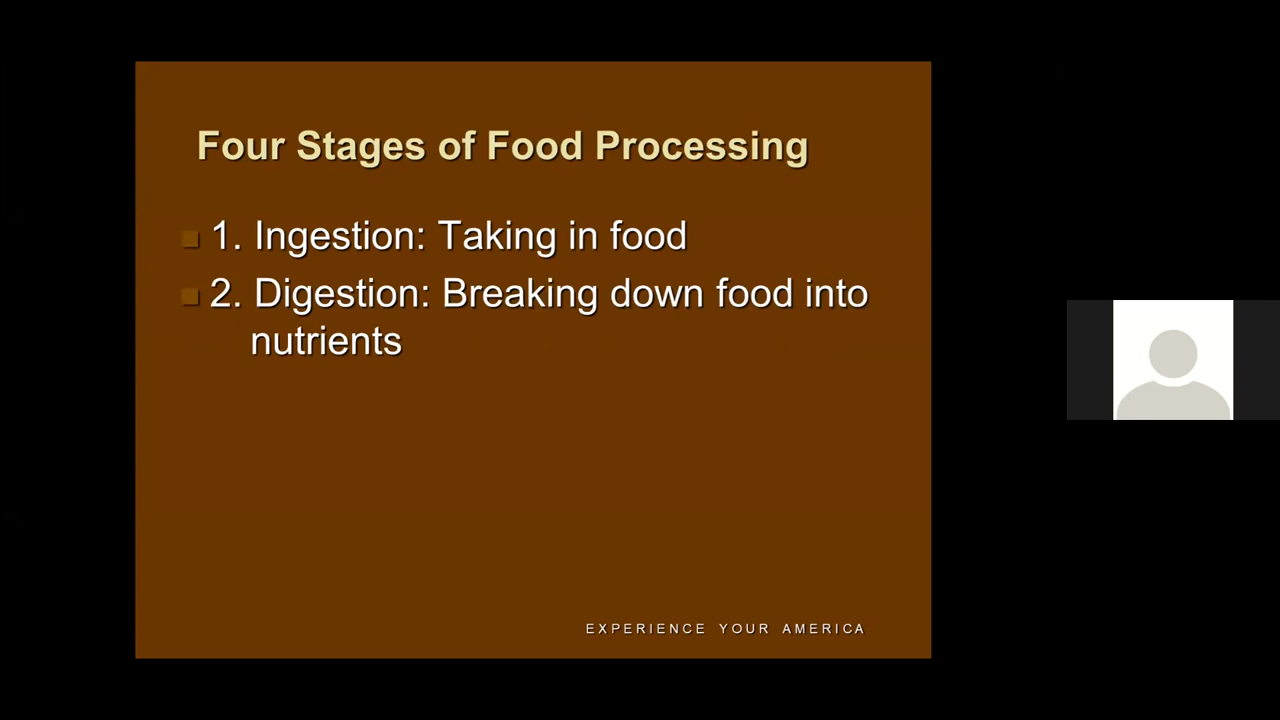 Four Stages of Food Processing
1. Ingestion: Taking in food
2. Digestion: Breaking down food into
nutrients
EXPERIENCE YOUR AMERICA